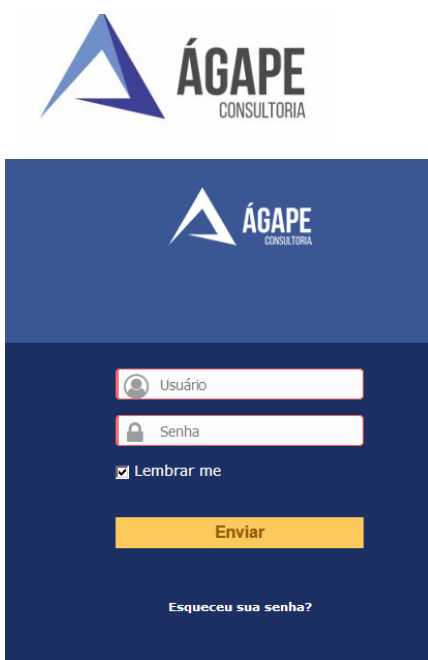 ÁGAPE
CONSULTORIA
ÁGAPE
CONSULTORIA
Usuário
Senha
Lembrar me
Enviar
Esqueceu sua senha?